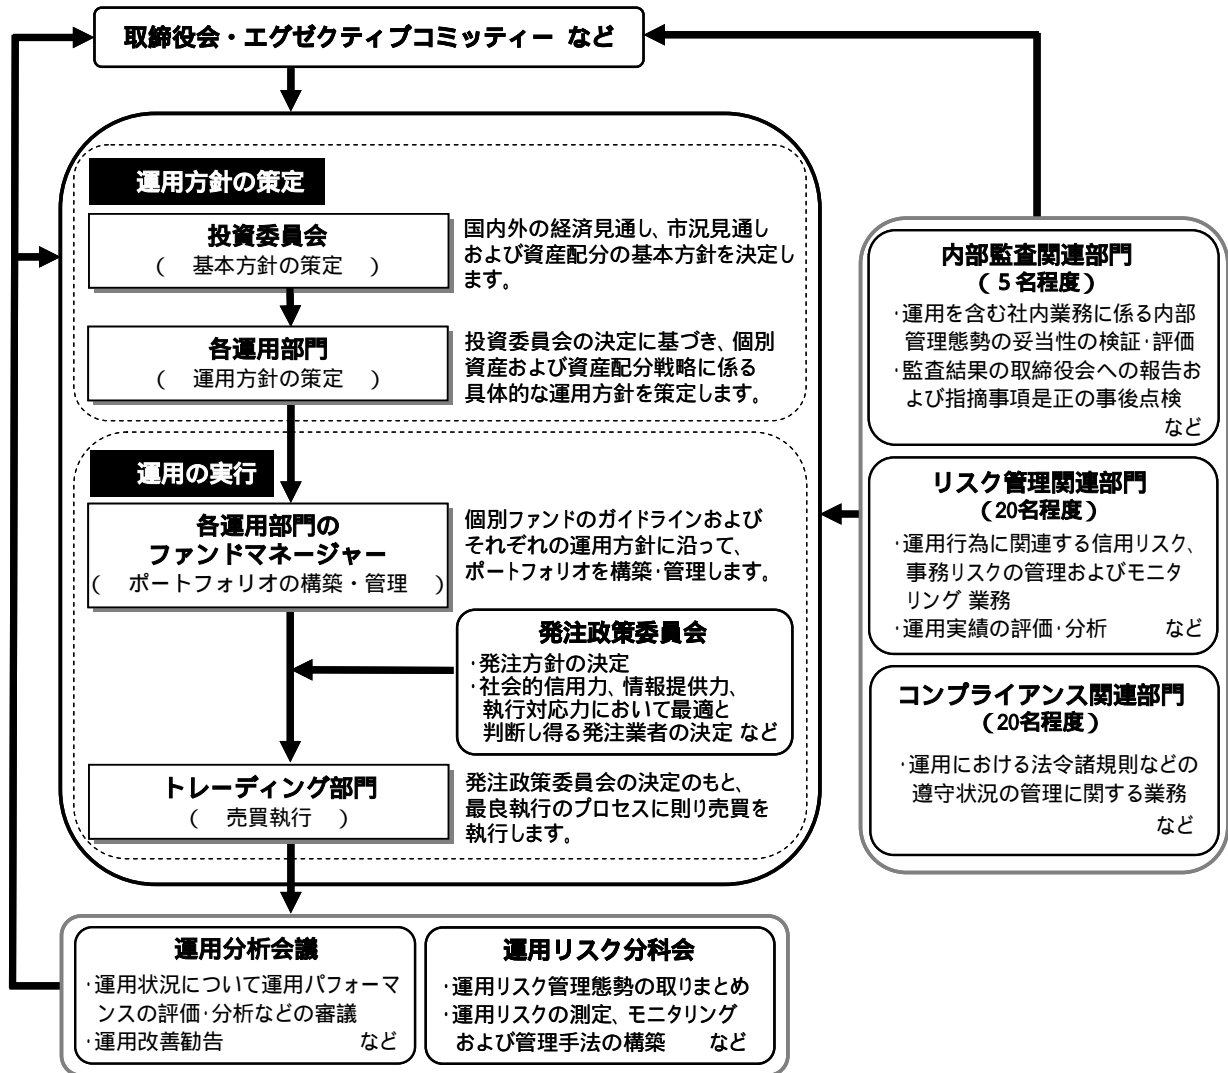 取締役会・エグゼクティブコミッティー など
運用方針の策定
投資委員会
( 基本方針の策定 )
国内外の経済見通し、市況見通し
および資産配分の基本方針を決定し
ます。
各運用部門
( 運用方針の策定 )
投資委員会の決定に基づき、個別
資産および資産配分戦略に係る
具体的な運用方針を策定します。
運用の実行
各運用部門の
ファンドマネージャー
( ポートフォリオの構築・管理 )
個別ファンドのガイドラインおよび
それぞれの運用方針に沿って、
ポートフォリオを構築・管理します。
発注政策委員会
・発注方針の決定
・社会的信用力、情報提供力、
執行対応力において最適と
判断し得る発注業者の決定 など
トレーディング部門
( 売買執行 )
発注政策委員会の決定のもと、
最良執行のプロセスに則り売買を
執行します。
内部監査関連部門
(5名程度)
・運用を含む社内業務に係る内部
管理態勢の妥当性の検証・評価
・監査結果の取締役会への報告お
よび指摘事項是正の事後点検
など
リスク管理関連部門
(20名程度)
・運用行為に関連する信用リスク、
事務リスクの管理およびモニタ
リング 業務
・運用実績の評価・分析 など
コンプライアンス関連部門
(20名程度)
・運用における法令諸規則などの
遵守状況の管理に関する業務
など
運用分析会議
・運用状況について運用パフォーマ
ンスの評価・分析などの審議
・運用改善勧告 など
運用リスク分科会
・運用リスク管理態勢の取りまとめ
・運用リスクの測定、モニタリング
および管理手法の構築 など